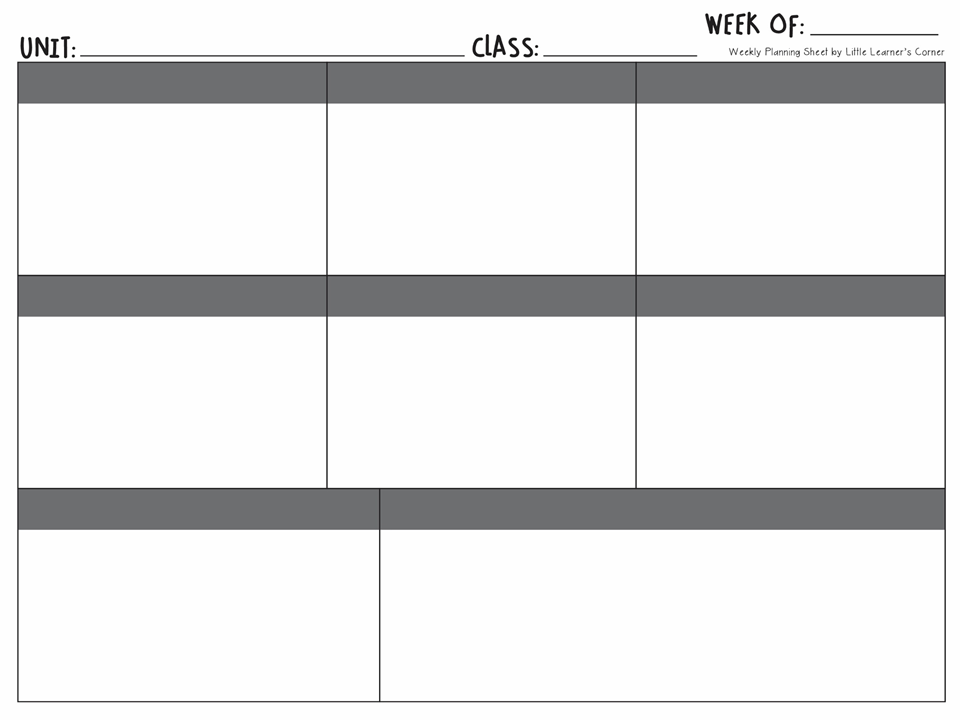 WEEK OF:
UNIT: CLASS:
Weekly Planning Sheet by Little Learner's Corner